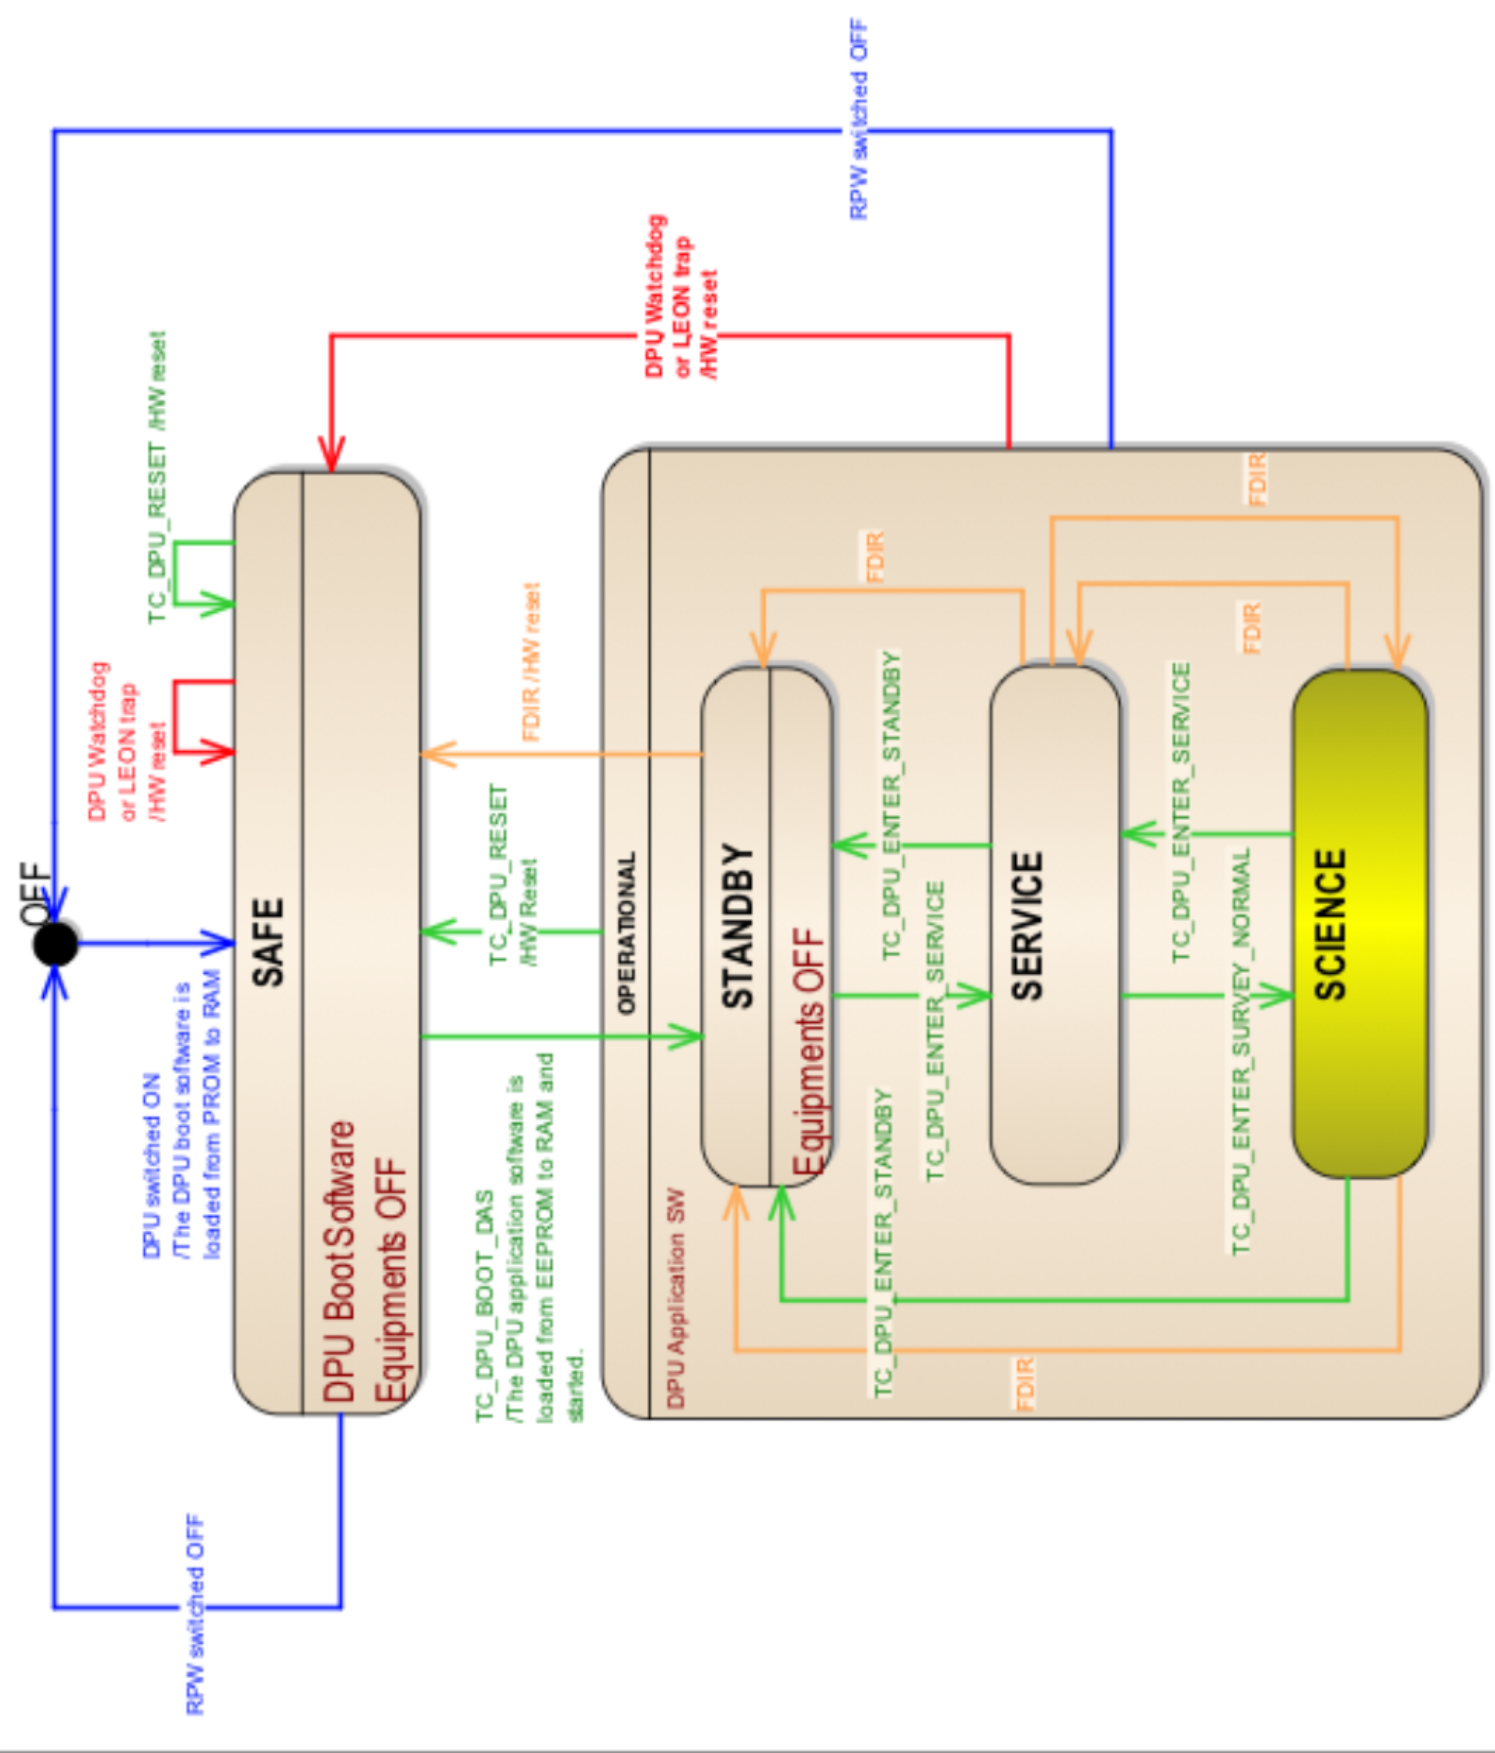 OFF
RPW switched OFF
RPW switched OFF
DPU switched ON
/The DPU boot software is
loaded from PROM to RAM
DPU Watchdog
or LEON trap
/HW reset
TC_DPU_RESET /HW reset
SAFE
DPU Boot Software
Equipments OFF
DPU Watchdog
or LEON trap
/HW reset
TC_DPU_BOOT_DAS
/The DPU application software is
loaded from EEPROM to RAM and
started.
TC_DPU_RESET
/HW Reset
FDIR /HW reset
OPERATIONAL
DPU Application SW
STANDBY
Equipments OFF
FDIR
TC_DPU_ENTER_STANDBY
TC_DPU_ENTER_STANDBY
TC_DPU_ENTER_SERVICE
SERVICE
FDIR
TC_DPU_ENTER_SERVICE
TC_DPU_ENTER_SURVEY_NORMAL
FDIR
FDIR
SCIENCE